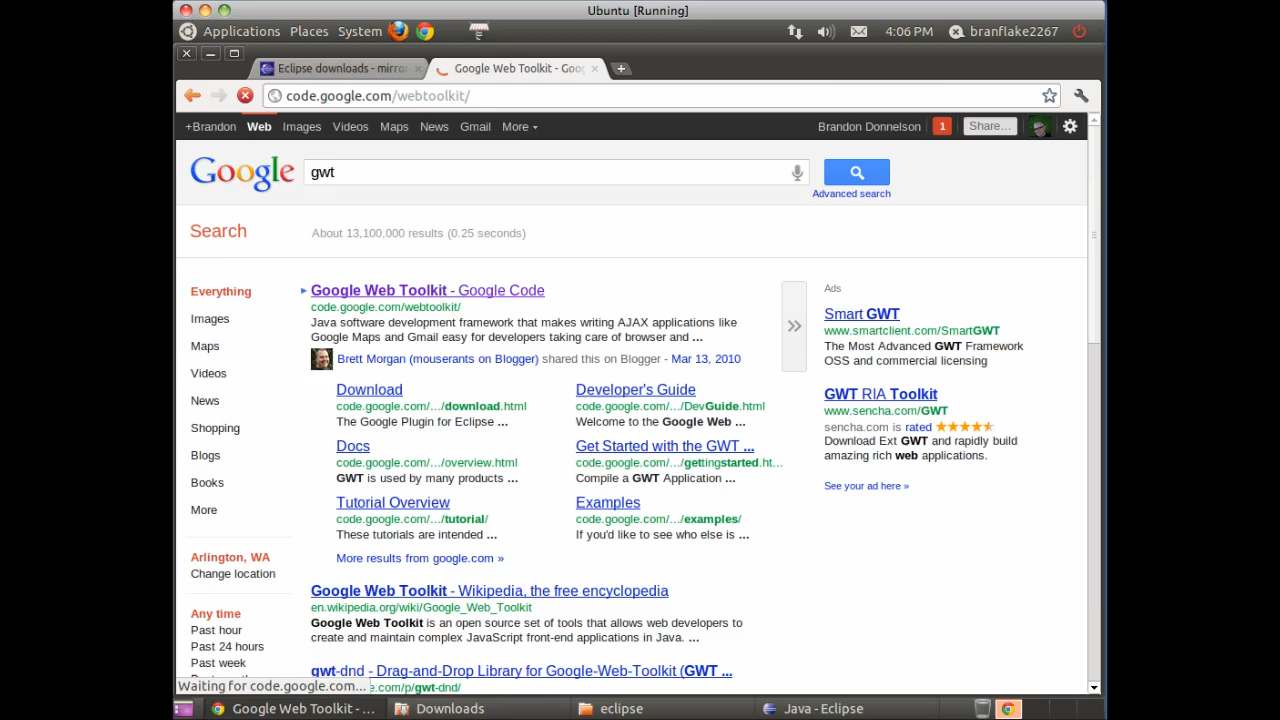 Ubuntu [Running]
Applications Places System 4:06 PM branflake2267
Eclipse downloads - mirro Google Web Toolkit - Goo
code.google.com/webtoolkit/
+Brandon Web Images Videos Maps News Gmail More Brandon Donnelson 1 Share...
Google gwt
Advanced search
Search About 13,100,000 results (0.25 seconds)
Everything
Images
Maps
Videos
News
Shopping
Blogs
Books
More
Arlington, WA
Change location
Any time
Past hour
Past 24 hours
Past week
Google Web Toolkit - Google Code
code.google.com/webtoolkit/
Java software development framework that makes writing AJAX applications like
Google Maps and Gmail easy for developers taking care of browser and ...
Brett Morgan (mouserants on Blogger) shared this on Blogger - Mar 13, 2010
Download
code.google.com/.../download.html
The Google Plugin for Eclipse ...
Developer's Guide
code.google.com/.../DevGuide.html
Welcome to the Google Web ...
Docs
code.google.com/.../overview.html
GWT is used by many products ...
Get Started with the GWT ...
code.google.com/.../gettingstarted.ht...
Compile a GWT Application ...
Tutorial Overview
code.google.com/.../tutorial/
These tutorials are intended ...
Examples
code.google.com/.../examples/
If you'd like to see who else is ...
More results from google.com »
Google Web Toolkit - Wikipedia, the free encyclopedia
en.wikipedia.org/wiki/Google_Web_Toolkit
Google Web Toolkit is an open source set of tools that allows web developers to
create and maintain complex JavaScript front-end applications in Java. ...
gwt-dnd - Drag-and-Drop Library for Google-Web-Toolkit (GWT ...
e.com/p/gwt-dnd/
Ads
Smart GWT
www.smartclient.com/SmartGWT
The Most Advanced GWT Framework
OSS and commercial licensing
GWT RIA Toolkit
www.sencha.com/GWT
sencha.com is rated
Download Ext GWT and rapidly build
amazing rich web applications.
See your ad here »
Waiting for code.google.com...
Google Web Toolkit - ... Downloads eclipse Java - Eclipse